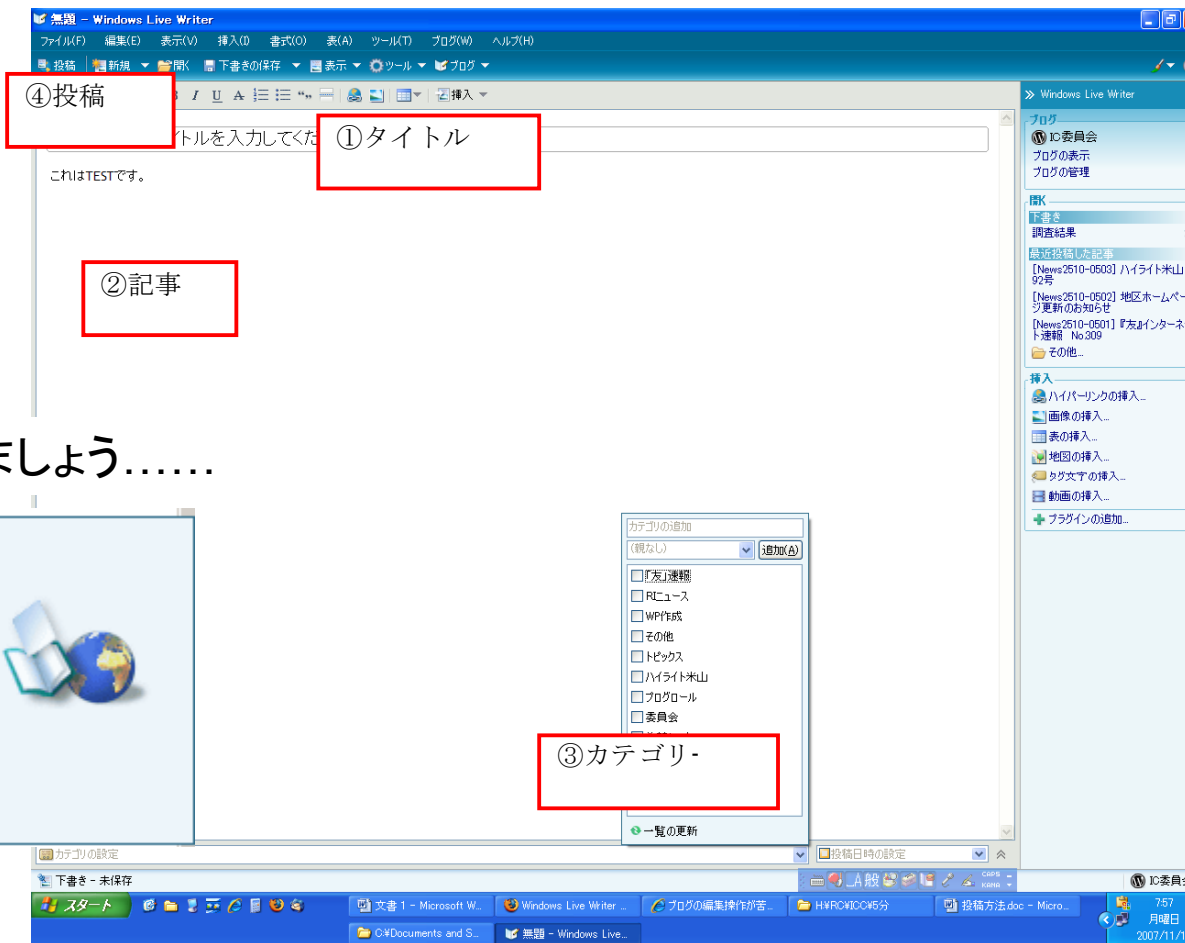 無題 - Windows Live Writer
ファイル(F) 編集(E) 表示(V) 挿入(I) 書式(O) 表(A) ツール(T) ブログ(W) ヘルプ(H)
投稿 新規 開く 下書きの保存 表示 ツール ブログ
④投稿
I U A 挿入
Windows Live Writer
①タイトル
トルを入力してくだ
これはTESTです。
②記事
ブログ
IC委員会
ブログの表示
ブログの管理
開く
下書き
調査結果
最近投稿した記事
[News2510-0503] ハイライト米山
92号
[News2510-0502] 地区ホームペー
ジ更新のお知らせ
[News2510-0501] 『友』インターネ
ト速報 No.309
その他...
挿入
ハイパーリンクの挿入...
画像の挿入...
表の挿入...
地図の挿入...
タグ文字の挿入...
動画の挿入...
プラグインの追加...
ましょう……
カテゴリの追加
(親なし) 追加(A)
「友」速報
RIニュース
WP作成
その他
トピックス
ハイライト米山
ブログロール
委員会
③カテゴリ-
一覧の更新
カテゴリの設定 投稿日時の設定
下書き - 未保存
A 般 CAPS KANA
IC委員会
スタート
文書 1 - Microsoft W... Windows Live Writer ... ブログの編集操作が苦... H:¥RC¥ICC¥5分 投稿方法.doc - Micro...
C:¥Documents and S... 無題 - Windows Live...
7:57
月曜日
2007/11/1